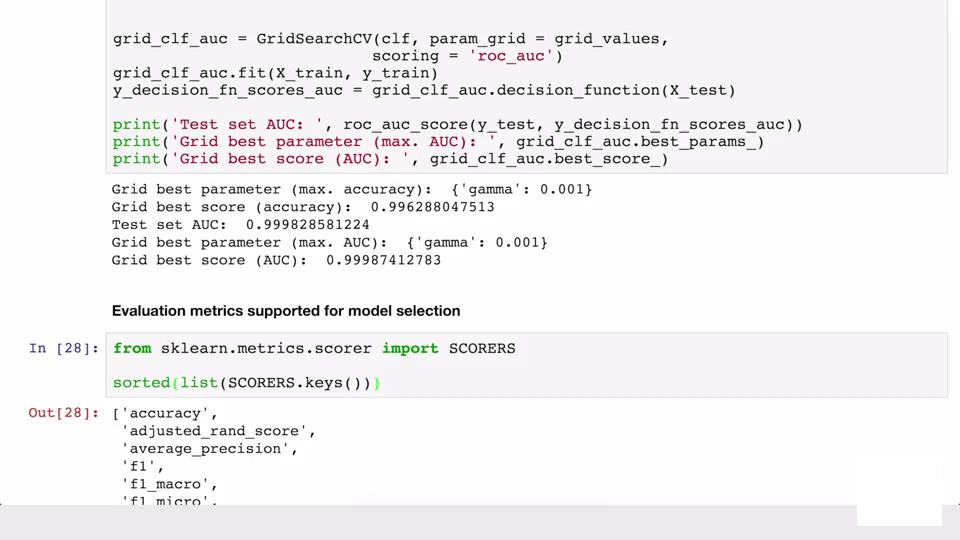 grid_clf_auc = GridSearchCV(clf, param_grid = grid_values,
scoring = 'roc_auc')
grid_clf_auc.fit(X_train, y_train)
y_decision_fn_scores_auc = grid_clf_auc.decision_function(X_test)
print('Test set AUC: ', roc_auc_score(y_test, y_decision_fn_scores_auc))
print('Grid best parameter (max. AUC): ', grid_clf_auc.best_params_)
print('Grid best score (AUC): ', grid_clf_auc.best_score_)
Grid best parameter (max. accuracy):  {'gamma': 0.001}
Grid best score (accuracy):  0.996288047513
Test set AUC:  0.999828581224
Grid best parameter (max. AUC):  {'gamma': 0.001}
Grid best score (AUC):  0.99987412783
Evaluation metrics supported for model selection
In [28]: from sklearn.metrics.scorer import SCORERS
sorted(list(SCORERS.keys()))
Out[28]: ['accuracy',
'adjusted_rand_score',
'average_precision',
'f1',
'f1_macro',
'f1_micro',